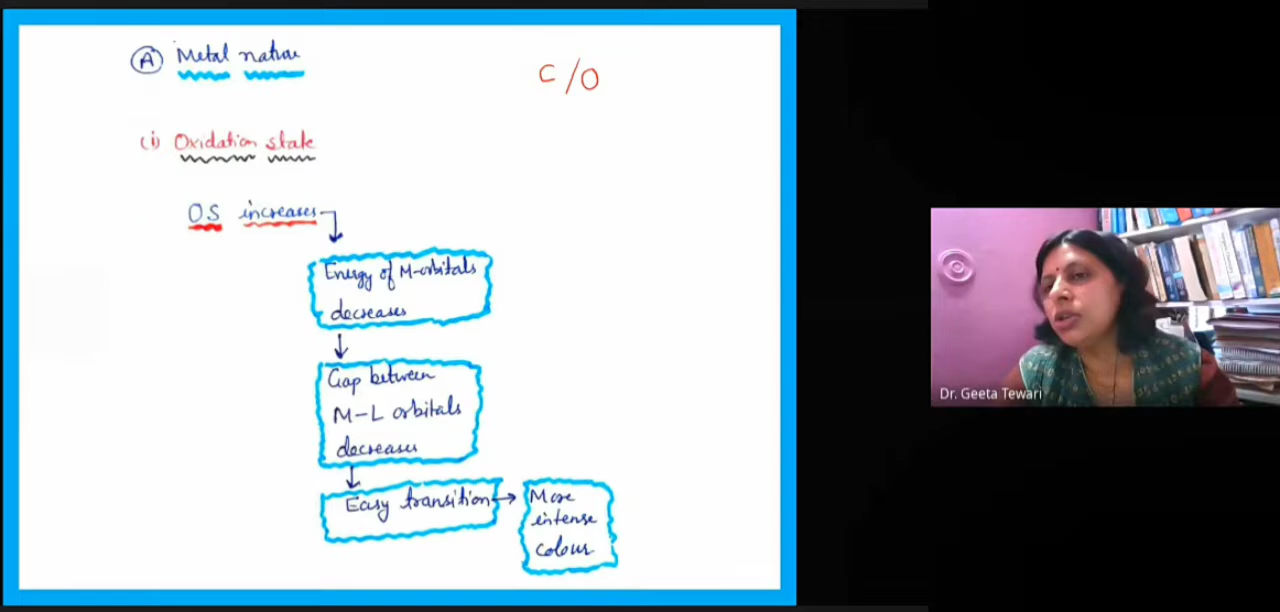 (A) Metal nature
C/O
(i) Oxidation state
OS increases
Energy of M-orbitals
decreases
Gap between
M-L orbitals
decreases
Easy transition
More
intense
colour
Dr. Geeta Tewari